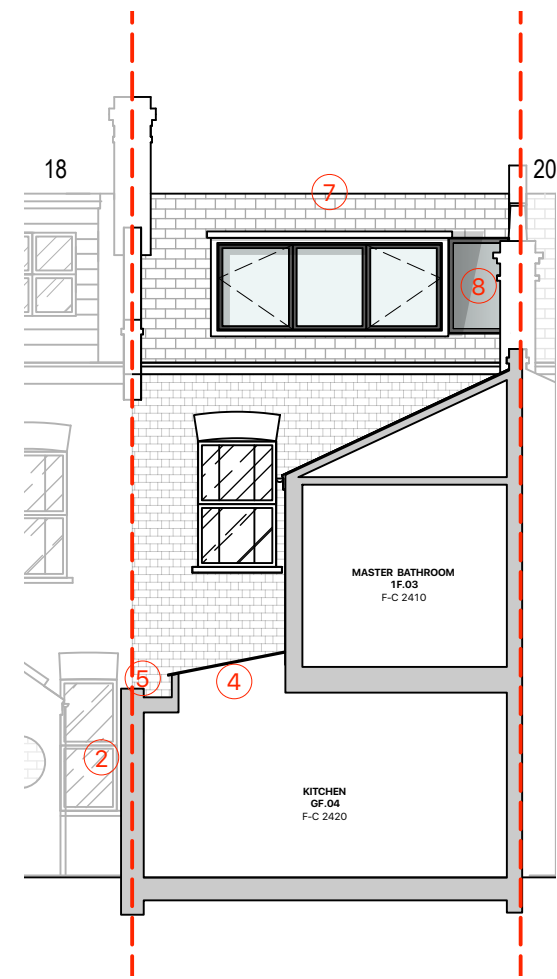 18
20
7
8
MASTER BATHROOM
1F.03
F-C 2410
5
4
2
KITCHEN
GF.04
F-C 2420